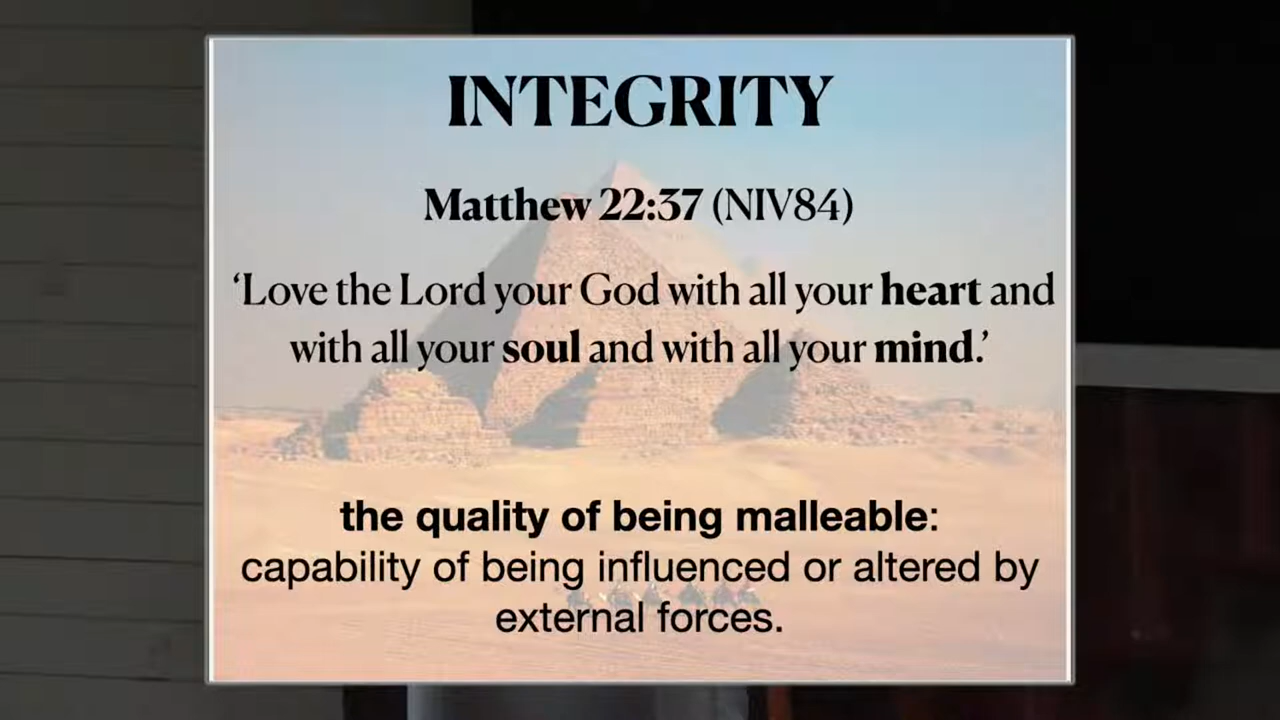 INTEGRITY
Matthew 22:37 (NIV84)
‘Love the Lord your God with all your heart and
with all your soul and with all your mind.’
the quality of being malleable:
capability of being influenced or altered by
external forces.